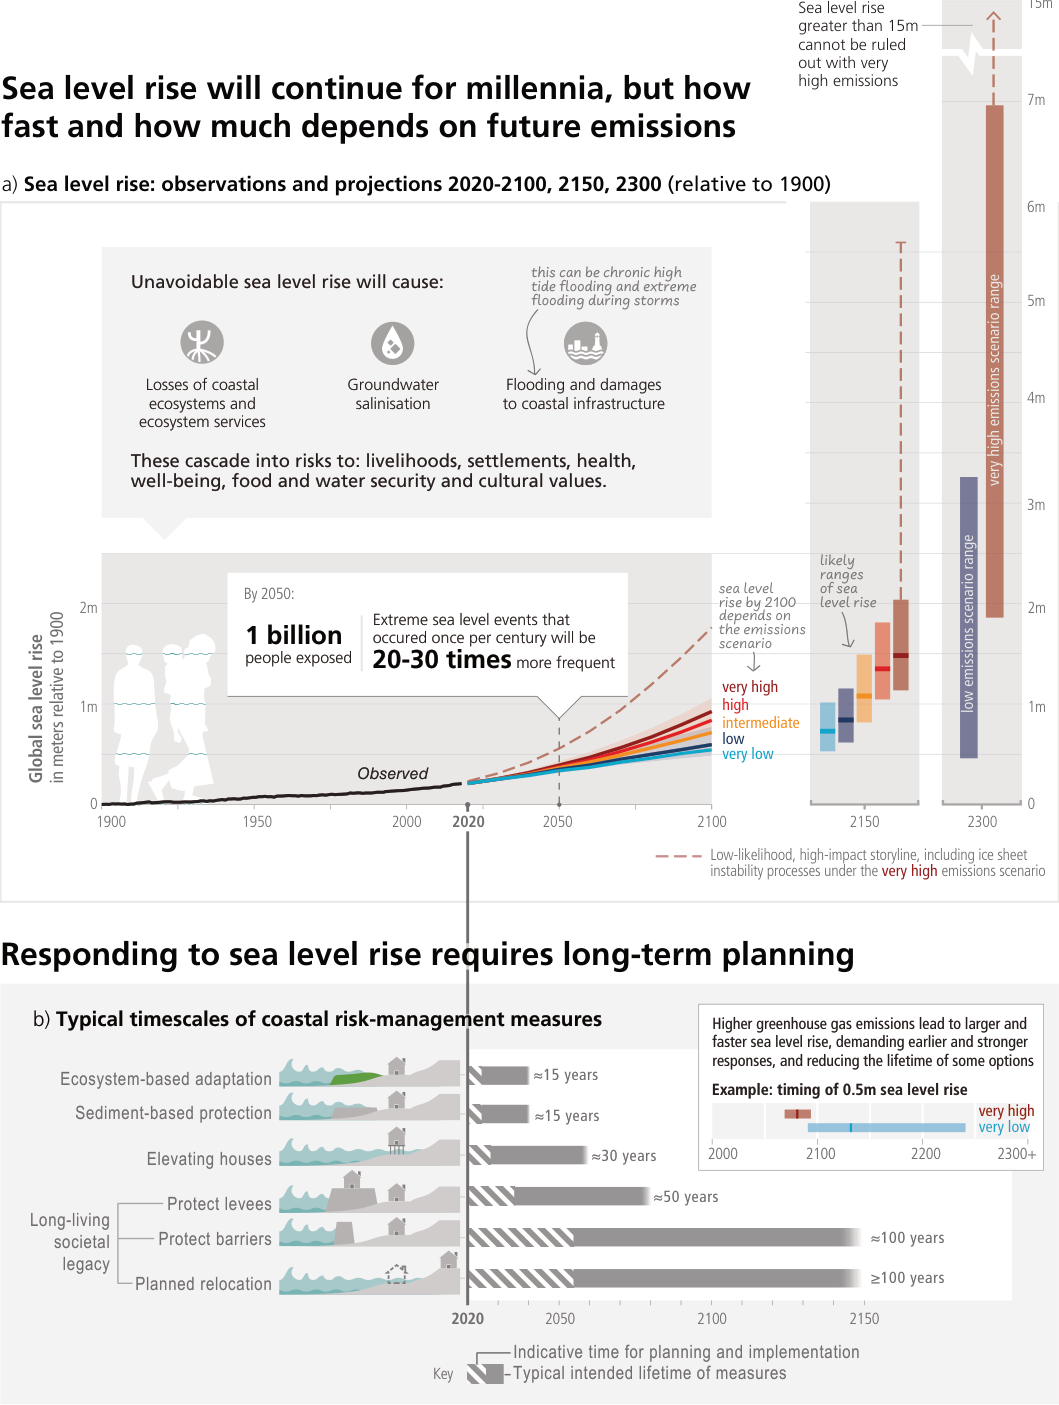 Sea level rise
greater than 15m
cannot be ruled
out with very
high emissions
15m
7m
6m
5m
4m
3m
2m
1m
0
Sea level rise will continue for millennia, but how
fast and how much depends on future emissions
a) Sea level rise: observations and projections 2020-2100, 2150, 2300 (relative to 1900)
Unavoidable sea level rise will cause:
this can be chronic high
tide flooding and extreme
flooding during storms
Losses of coastal
ecosystems and
ecosystem services
Groundwater
salinisation
Flooding and damages
to coastal infrastructure
These cascade into risks to: livelihoods, settlements, health,
well-being, food and water security and cultural values.
Global sea level rise
in meters relative to 1900
2m
1m
0
By 2050:
1 billion
people exposed
Extreme sea level events that
occured once per century will be
20-30 times more frequent
Observed
sea level
rise by 2100
depends on
the emissions
scenario
very high
high
intermediate
low
very low
likely
ranges
of sea
level rise
low emissions scenario range
very high emissions scenario range
1900
1950
2000
2020
2050
2100
2150
2300
Low-likelihood, high-impact storyline, including ice sheet
instability processes under the very high emissions scenario
Responding to sea level rise requires long-term planning
b) Typical timescales of coastal risk-management measures
Higher greenhouse gas emissions lead to larger and
faster sea level rise, demanding earlier and stronger
responses, and reducing the lifetime of some options
Example: timing of 0.5m sea level rise
very high
very low
2000
2100
2200
2300+
Ecosystem-based adaptation
≈15 years
Sediment-based protection
≈15 years
Elevating houses
≈30 years
Long-living
societal
legacy
Protect levees
≈50 years
Protect barriers
≈100 years
Planned relocation
≥100 years
2020
2050
2100
2150
Key
Indicative time for planning and implementation
Typical intended lifetime of measures